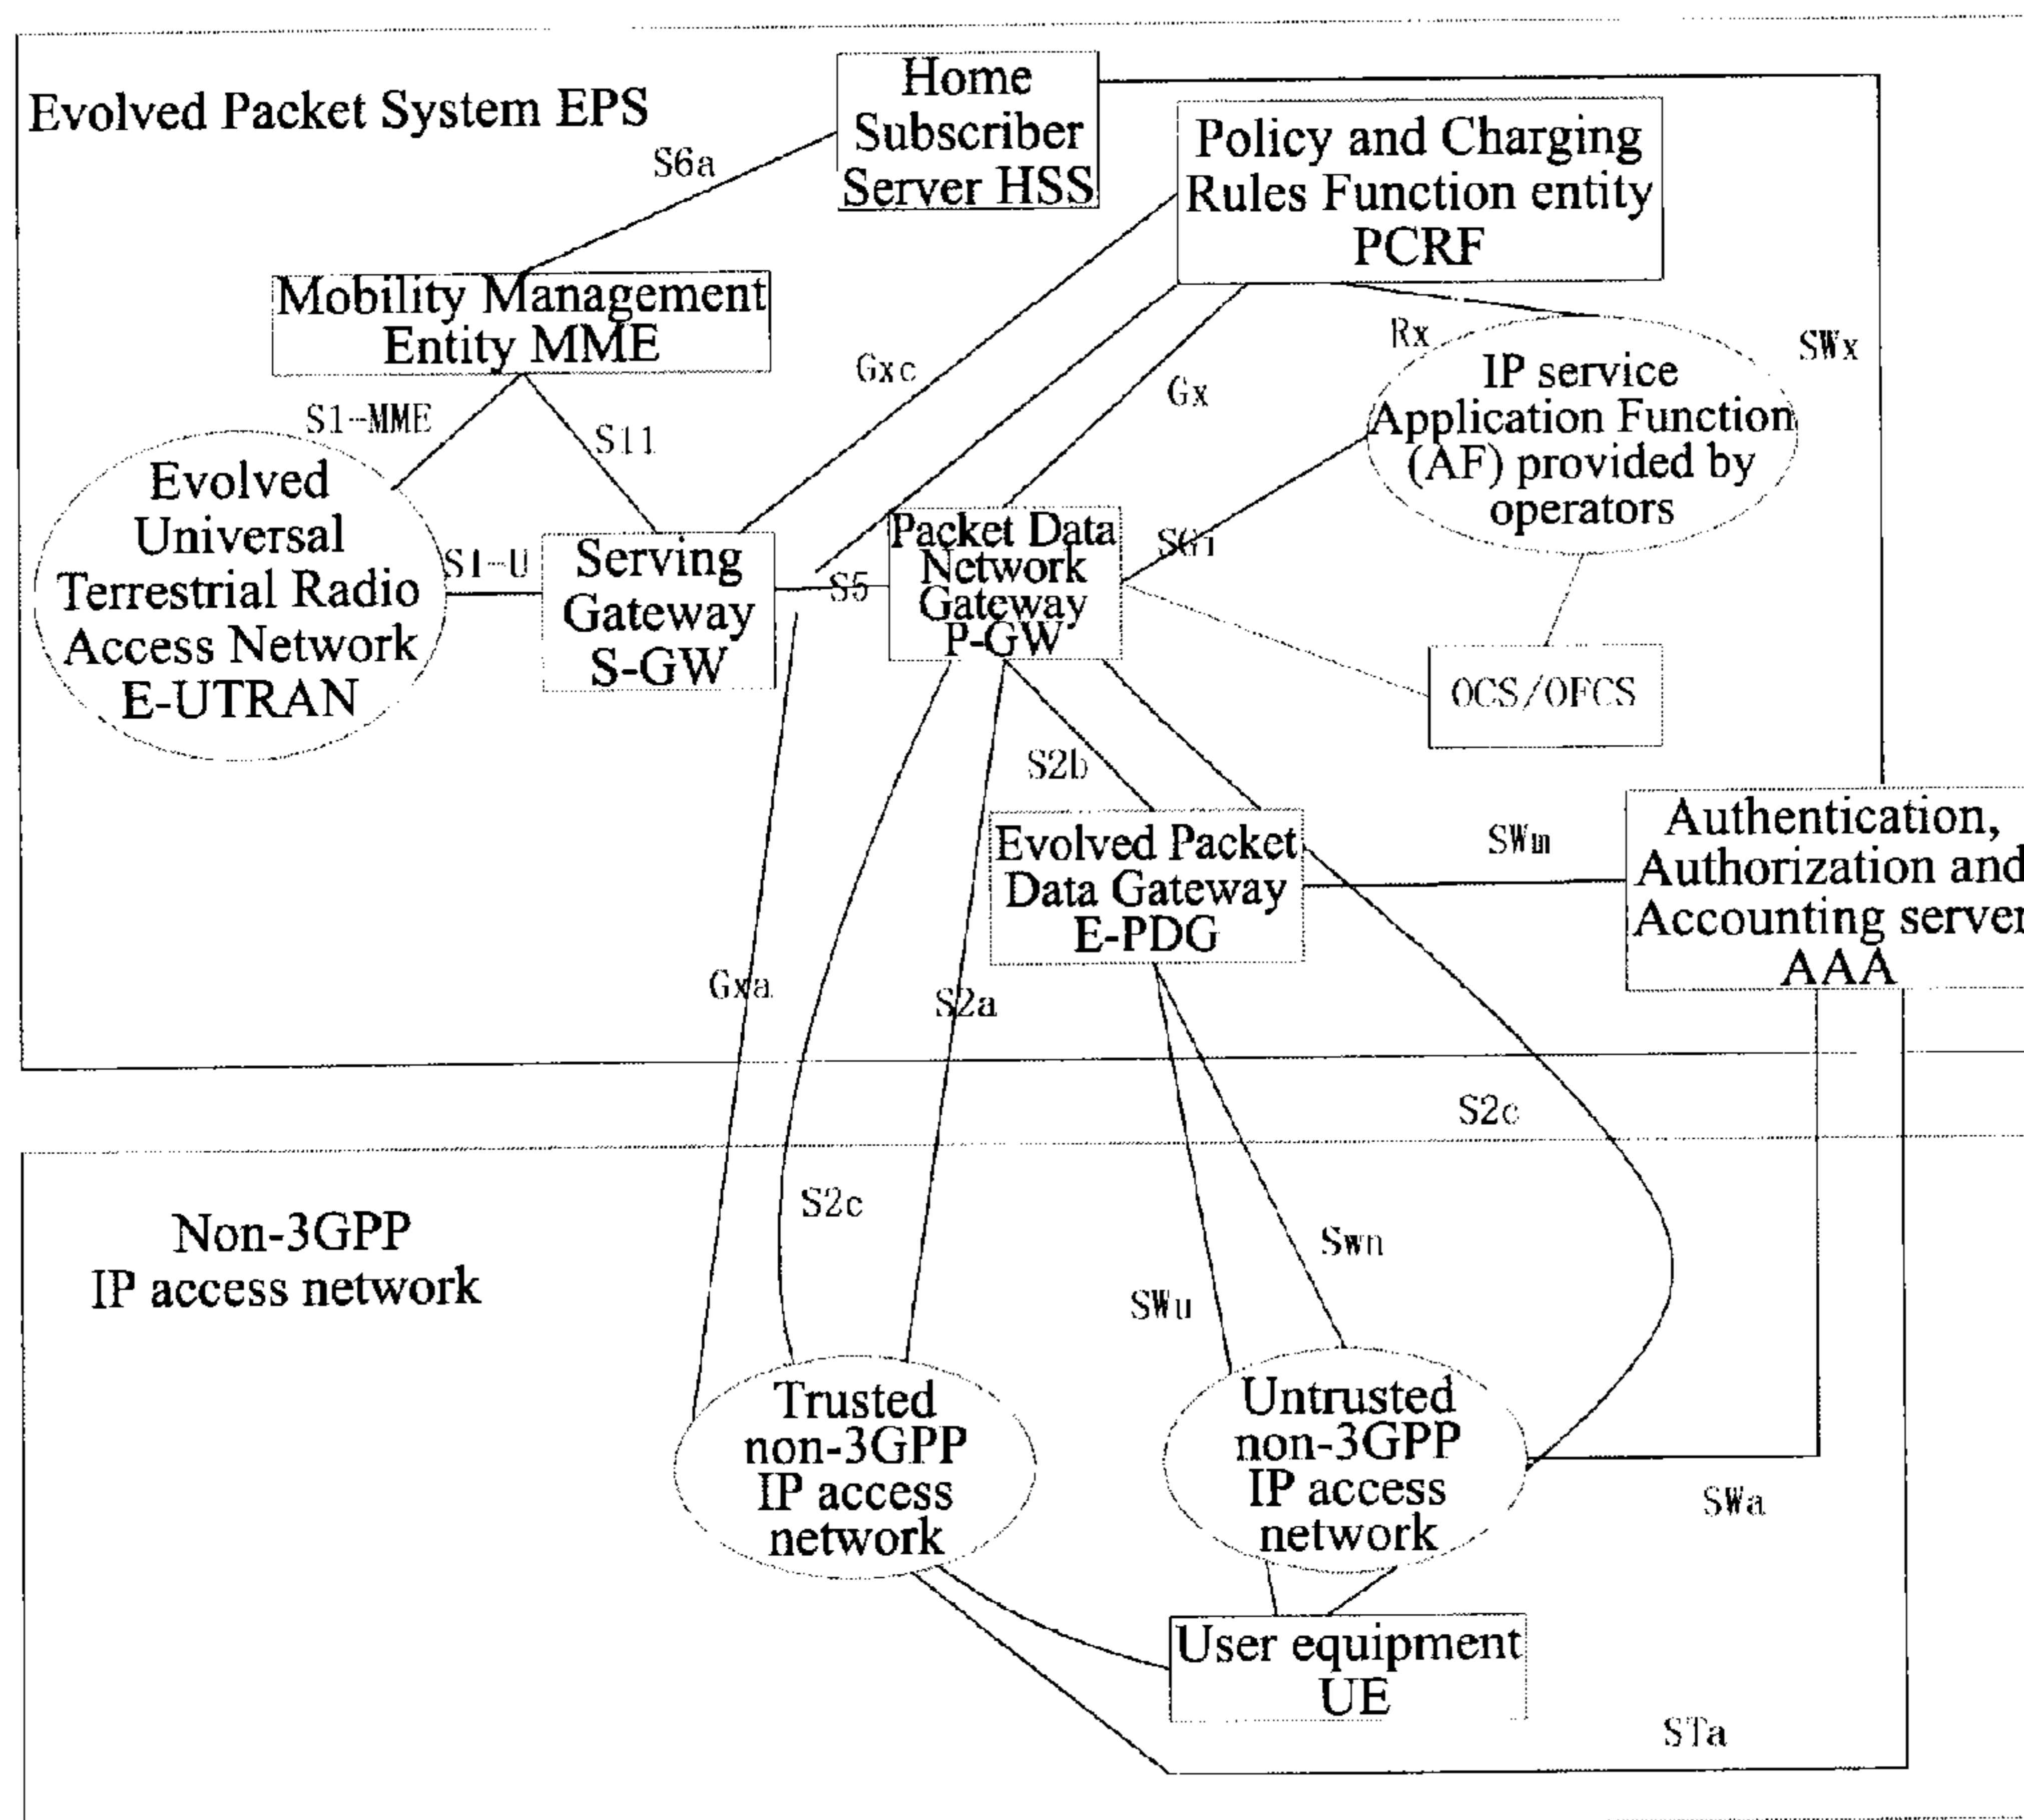 Evolved Packet System EPS
Home
Subscriber
Server HSS
Policy and Charging
Rules Function entity
PCRF
S6a
Mobility Management
Entity MME
Gxc
Gx
Rx
SWx
IP service
Application Function
(AF) provided by
operators
S1-MME
S11
Evolved
Universal
Terrestrial Radio
Access Network
E-UTRAN
S1-U
Serving
Gateway
S-GW
S5
Packet Data
Network
Gateway
P-GW
SGi
OCS/OFCS
S2b
Evolved Packet
Data Gateway
E-PDG
SWm
Authentication,
Authorization and
Accounting server
AAA
Gxa
S2a
S2c
Non-3GPP
IP access network
S2c
Swn
SWu
Trusted
non-3GPP
IP access
network
Untrusted
non-3GPP
IP access
network
SWa
User equipment
UE
STa